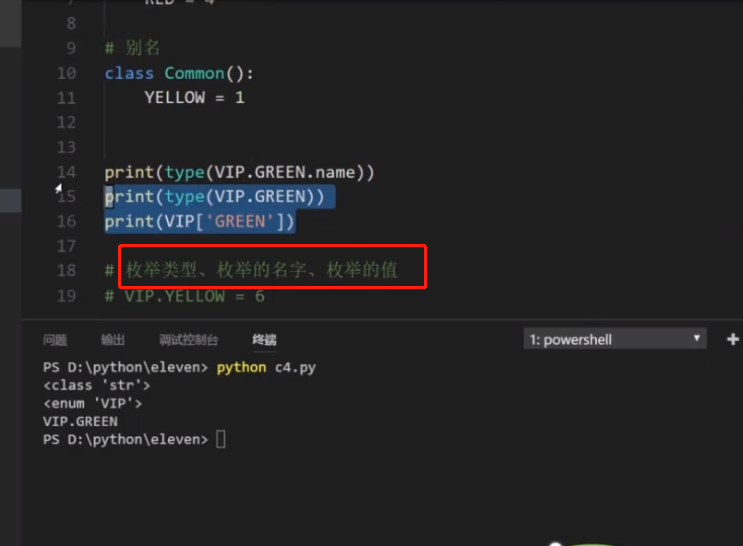 7 RED = 4
8
9 # 别名
10 class Common():
11 YELLOW = 1
12
13
14 print(type(VIP.GREEN.name))
15 print(type(VIP.GREEN))
16 print(VIP['GREEN'])
17
18 # 枚举类型、枚举的名字、枚举的值
19 # VIP.YELLOW = 6
问题 输出 调试控制台 终端 1: powershell
PS D:\python\eleven> python c4.py
<class 'str'>
<enum 'VIP'>
VIP.GREEN
PS D:\python\eleven>